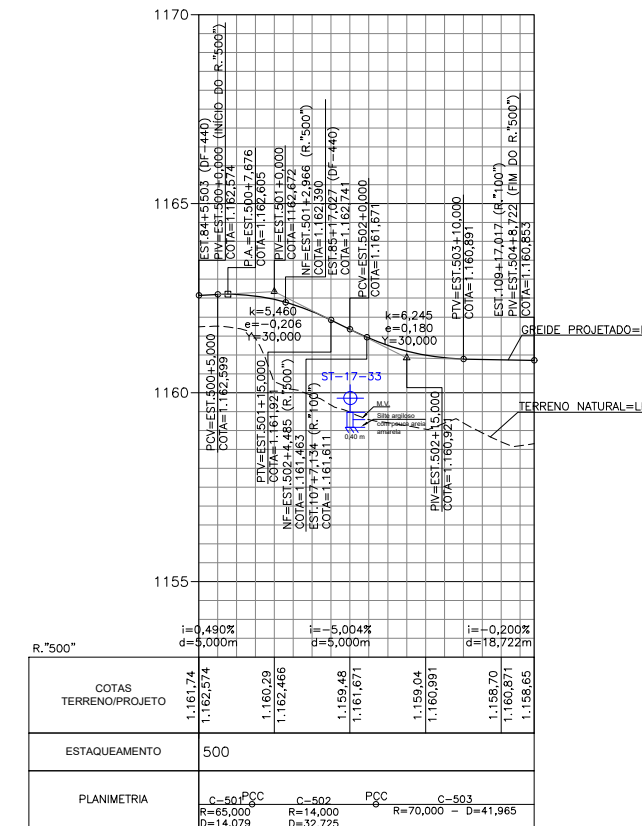 1170
1165
1160
1155
EST.84+5,503 (DF-440)
PIV=EST.500+0,000 (INÍCIO DO R."500")
COTA=1.162,574
P.A.=EST.500+7,676
COTA=1.162,605
PIV=EST.501+0,000
COTA=1.162,672
NF=EST.501+2,966 (R."500")
COTA=1.162,390
EST.85+17,027 (DF-440)
COTA=1.162,741
PCV=EST.502+0,000
COTA=1.161,671
PTV=EST.503+10,000
COTA=1.160,891
EST.109+17,017 (R."100")
PIV=EST.504+8,722 (FIM DO R."500")
COTA=1.160,853
k=5,460
e=-0,206
Y=30,000
k=6,245
e=0,180
Y=30,000
GREIDE PROJETADO=
ST-17-33
M.V.
Silte argiloso
com pouca areia
amarela
0,40 m
TERRENO NATURAL=L
PCV=EST.500+5,000
COTA=1.162,599
PTV=EST.501+15,000
COTA=1.161,921
NF=EST.502+4,485 (R."500")
COTA=1.161,463
EST.107+7,134 (R."100")
COTA=1.161,611
PIV=EST.502+15,000
COTA=1.160,921
i=0,490%
d=5,000m
i=-5,004%
d=5,000m
i=-0,200%
d=18,722m
R."500"
COTAS
TERRENO/PROJETO
1.161,74
1.162,574
1.160,29
1.162,466
1.159,48
1.161,671
1.159,04
1.160,991
1.158,70
1.160,871
1.158,65
ESTAQUEAMENTO
500
PLANIMETRIA
C-501 PCC C-502 PCC C-503
R=65,000 R=14,000 R=70,000 - D=41,965
D=14,079 D=32,725